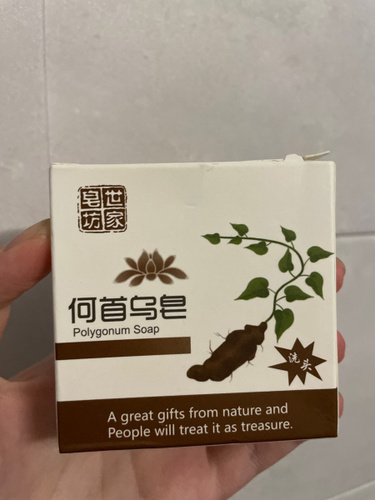 世家
皂坊
何首乌皂
Polygonum Soap
洗头
A great gifts from nature and
People will treat it as treasure.